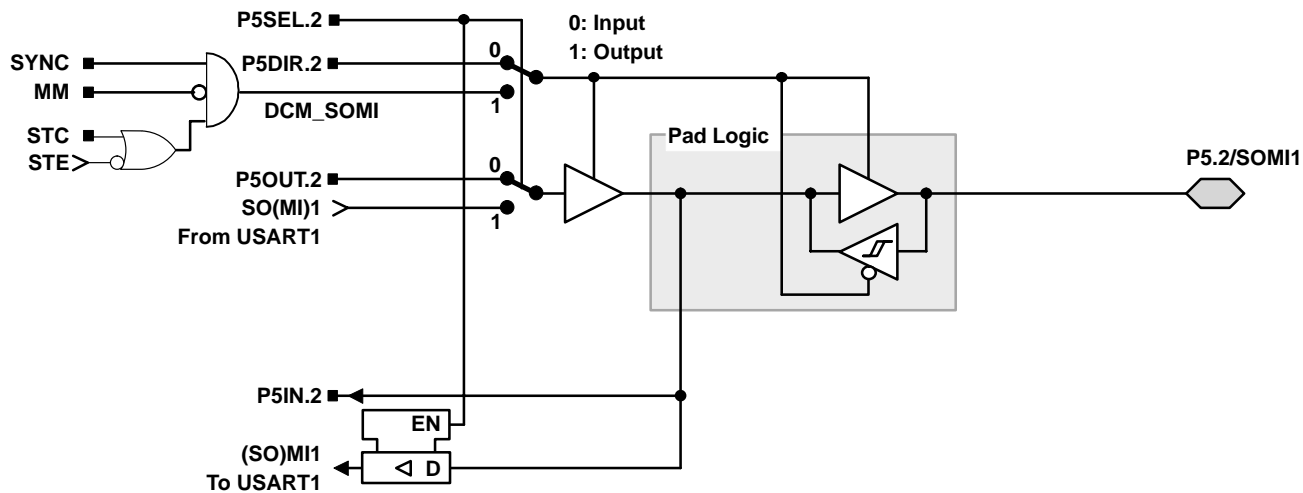 P5SEL.2
0: Input
1: Output
SYNC
P5DIR.2
0
MM
1
DCM_SOMI
STC
STE
Pad Logic
P5.2/SOMI1
0
P5OUT.2
SO(MI)1
1
From USART1
P5IN.2
EN
(SO)MI1
D
To USART1